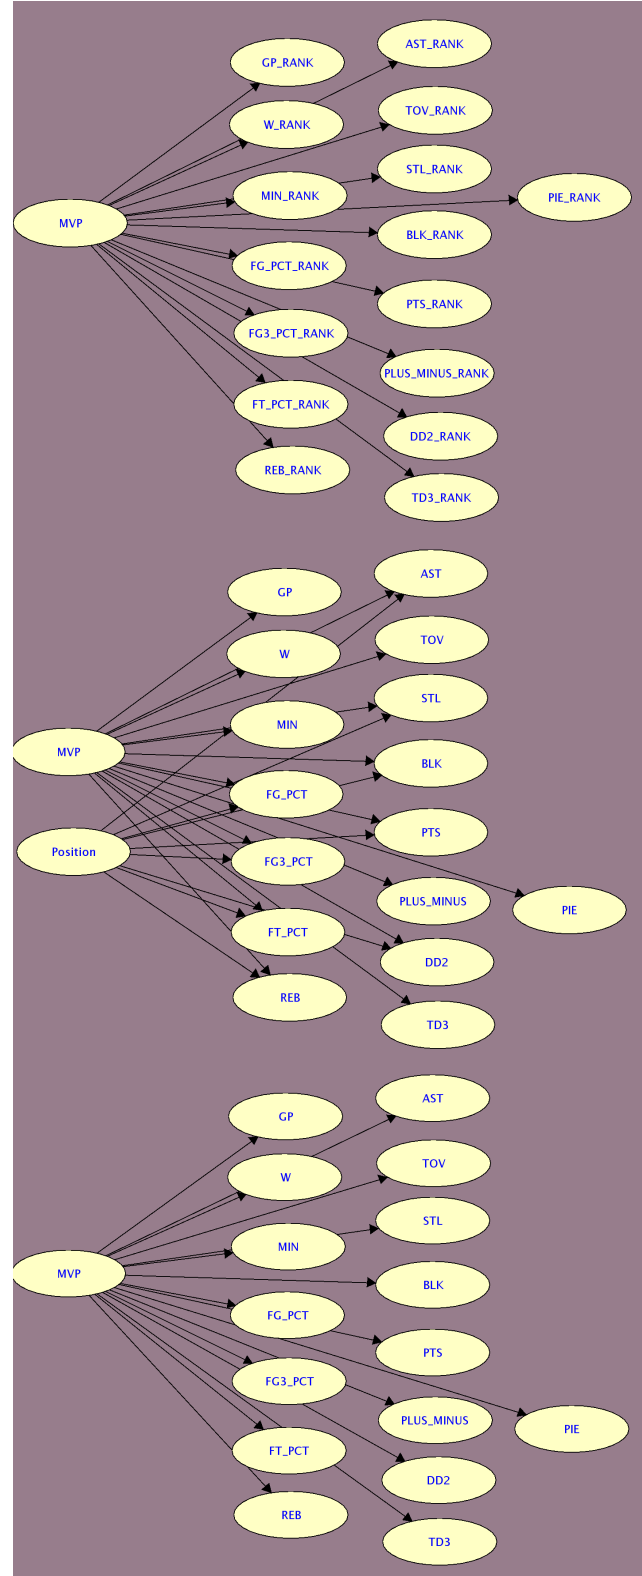 AST_RANK
GP_RANK
TOV_RANK
W_RANK
STL_RANK
MIN_RANK
PIE_RANK
MVP
BLK_RANK
FG_PCT_RANK
PTS_RANK
FG3_PCT_RANK
PLUS_MINUS_RANK
FT_PCT_RANK
DD2_RANK
REB_RANK
TD3_RANK
AST
GP
TOV
W
STL
MIN
MVP
BLK
FG_PCT
PTS
Position
FG3_PCT
PLUS_MINUS
PIE
FT_PCT
DD2
REB
TD3
AST
GP
TOV
W
STL
MIN
MVP
BLK
FG_PCT
PTS
FG3_PCT
PLUS_MINUS
PIE
FT_PCT
DD2
REB
TD3